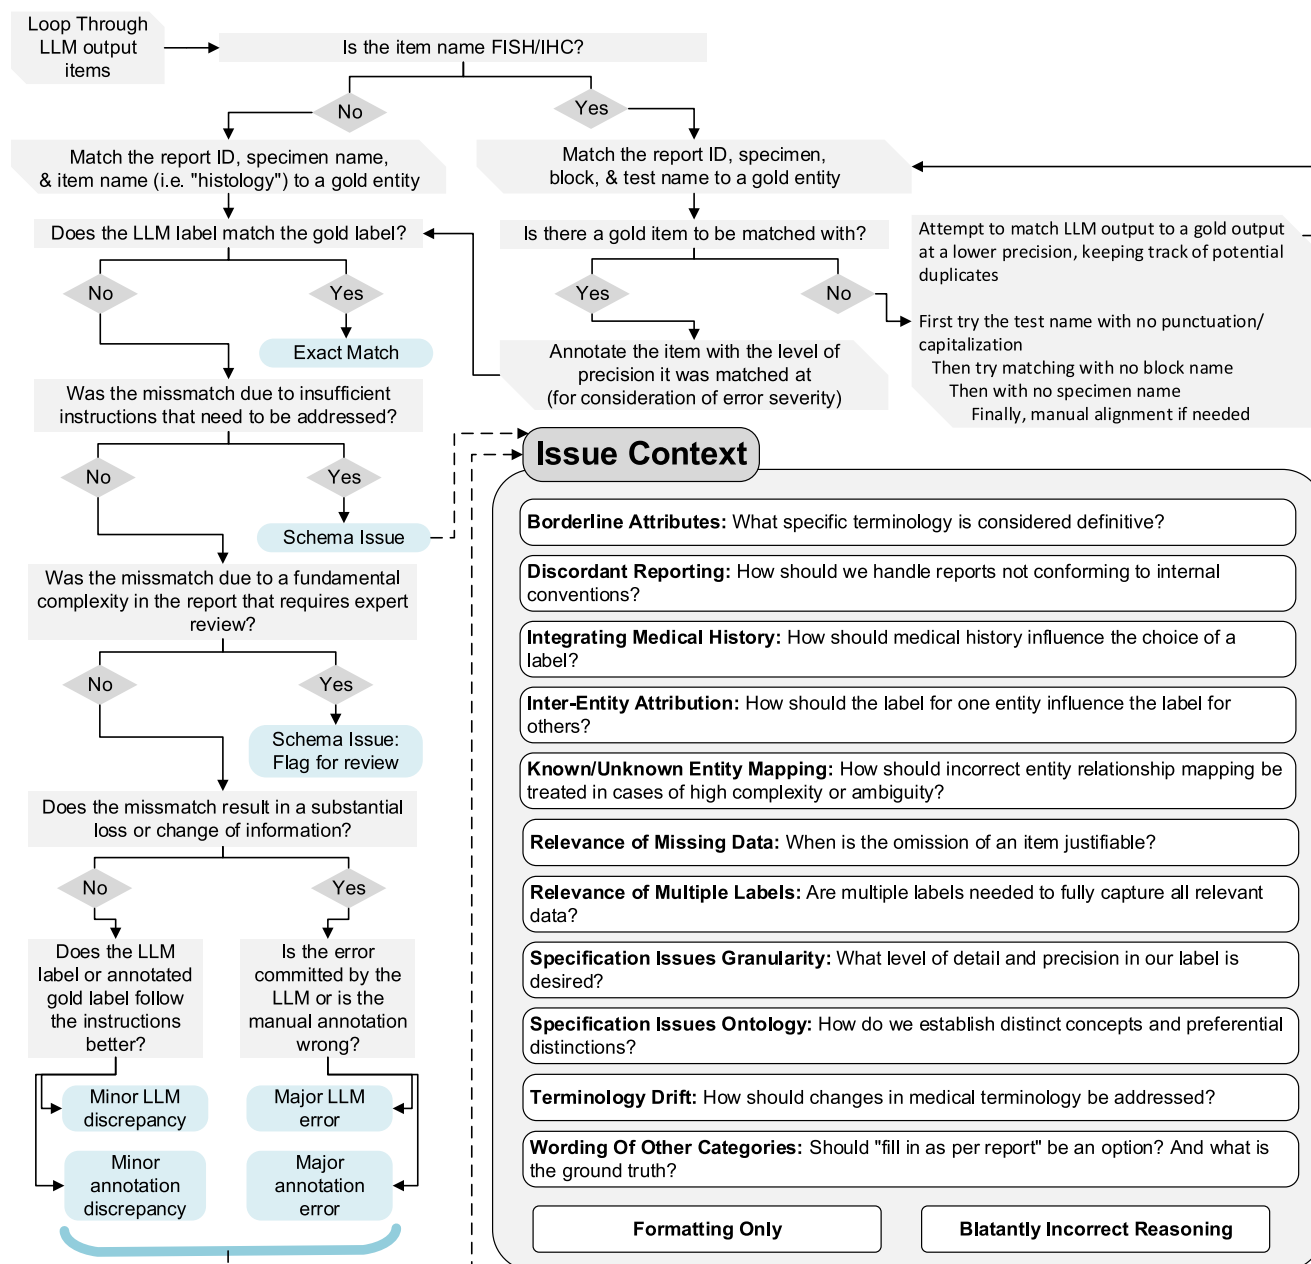 Loop Through
LLM output
items
Is the item name FISH/IHC?
No
Yes
Match the report ID, specimen name,
& item name (i.e. "histology") to a gold entity
Match the report ID, specimen,
block, & test name to a gold entity
Does the LLM label match the gold label?
Is there a gold item to be matched with?
Attempt to match LLM output to a gold output
at a lower precision, keeping track of potential
duplicates
First try the test name with no punctuation/
capitalization
Then try matching with no block name
Then with no specimen name
Finally, manual alignment if needed
No
Yes
Yes
No
Exact Match
Annotate the item with the level of
precision it was matched at
(for consideration of error severity)
Was the missmatch due to insufficient
instructions that need to be addressed?
No
Yes
Schema Issue
Was the missmatch due to a fundamental
complexity in the report that requires expert
review?
No
Yes
Schema Issue:
Flag for review
Does the missmatch result in a substantial
loss or change of information?
No
Yes
Does the LLM
label or annotated
gold label follow
the instructions
better?
Is the error
committed by the
LLM or is the
manual annotation
wrong?
Minor LLM
discrepancy
Major LLM
error
Minor
annotation
discrepancy
Major
annotation
error
Issue Context
Borderline Attributes: What specific terminology is considered definitive?
Discordant Reporting: How should we handle reports not conforming to internal
conventions?
Integrating Medical History: How should medical history influence the choice of a
label?
Inter-Entity Attribution: How should the label for one entity influence the label for
others?
Known/Unknown Entity Mapping: How should incorrect entity relationship mapping be
treated in cases of high complexity or ambiguity?
Relevance of Missing Data: When is the omission of an item justifiable?
Relevance of Multiple Labels: Are multiple labels needed to fully capture all relevant
data?
Specification Issues Granularity: What level of detail and precision in our label is
desired?
Specification Issues Ontology: How do we establish distinct concepts and preferential
distinctions?
Terminology Drift: How should changes in medical terminology be addressed?
Wording Of Other Categories: Should "fill in as per report" be an option? And what is
the ground truth?
Formatting Only
Blatantly Incorrect Reasoning